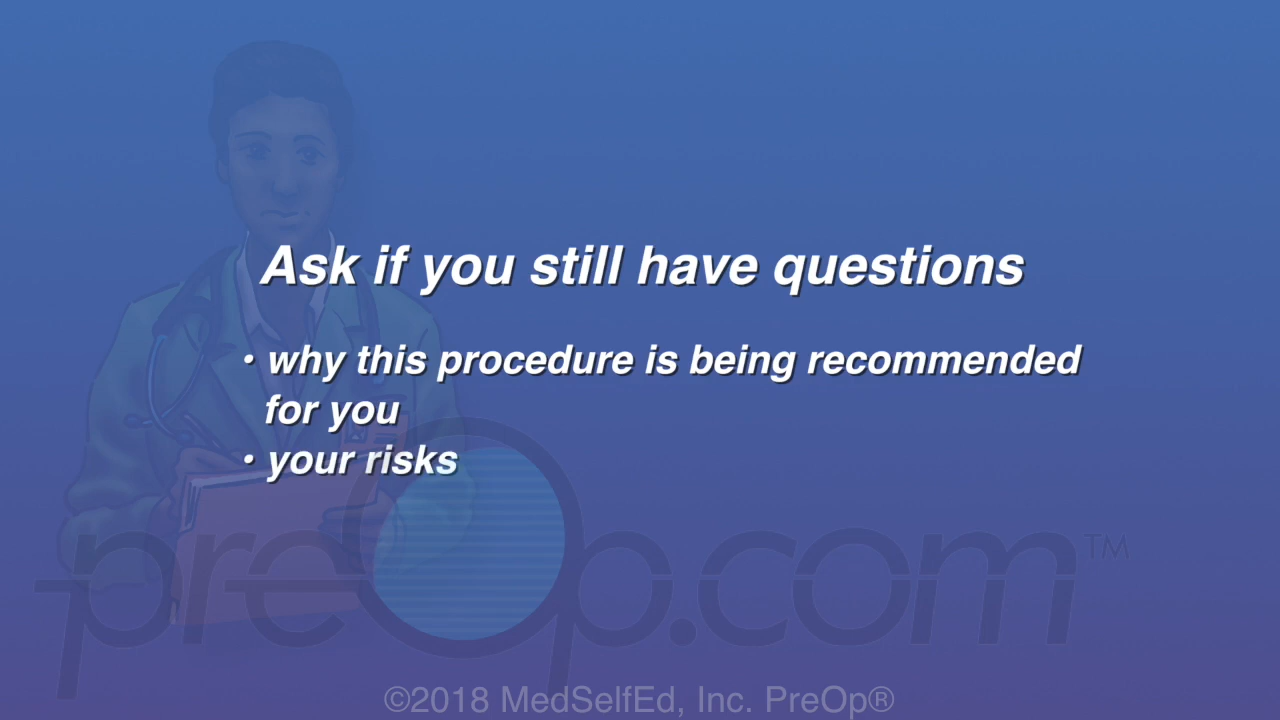 Ask if you still have questions
• why this procedure is being recommended
for you
• your risks
preOp.com™
©2018 MedSelfEd, Inc. PreOp®